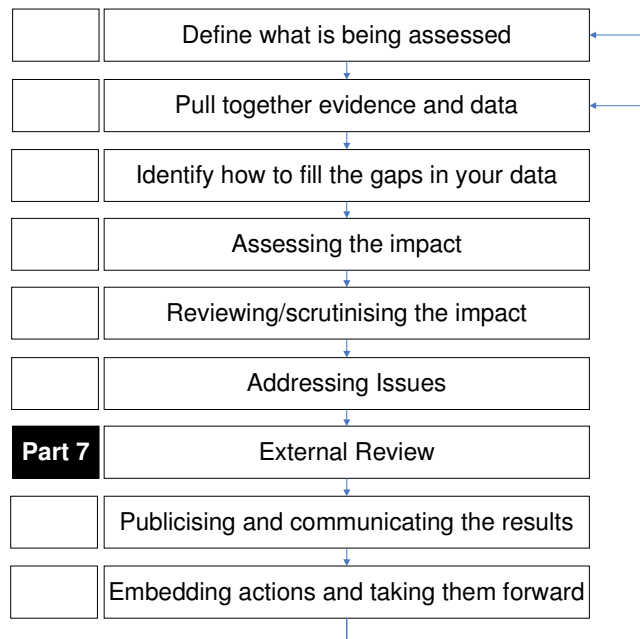 Define what is being assessed
Pull together evidence and data
Identify how to fill the gaps in your data
Assessing the impact
Reviewing/scrutinising the impact
Addressing Issues
Part 7 External Review
Publicising and communicating the results
Embedding actions and taking them forward